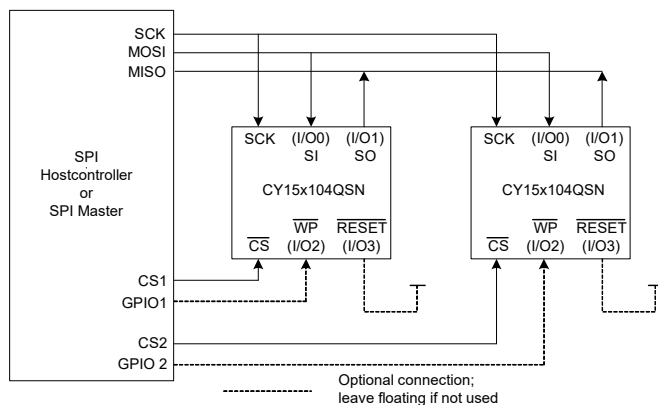 SCK
MOSI
MISO
SPI
Hostcontroller
or
SPI Master
CS1
GPIO1
CS2
GPIO 2
SCK (I/O0) (I/O1)
SI SO
CY15x104QSN
WP RESET
CS (I/O2) (I/O3)
SCK (I/O0) (I/O1)
SI SO
CY15x104QSN
WP RESET
CS (I/O2) (I/O3)
Optional connection;
leave floating if not used